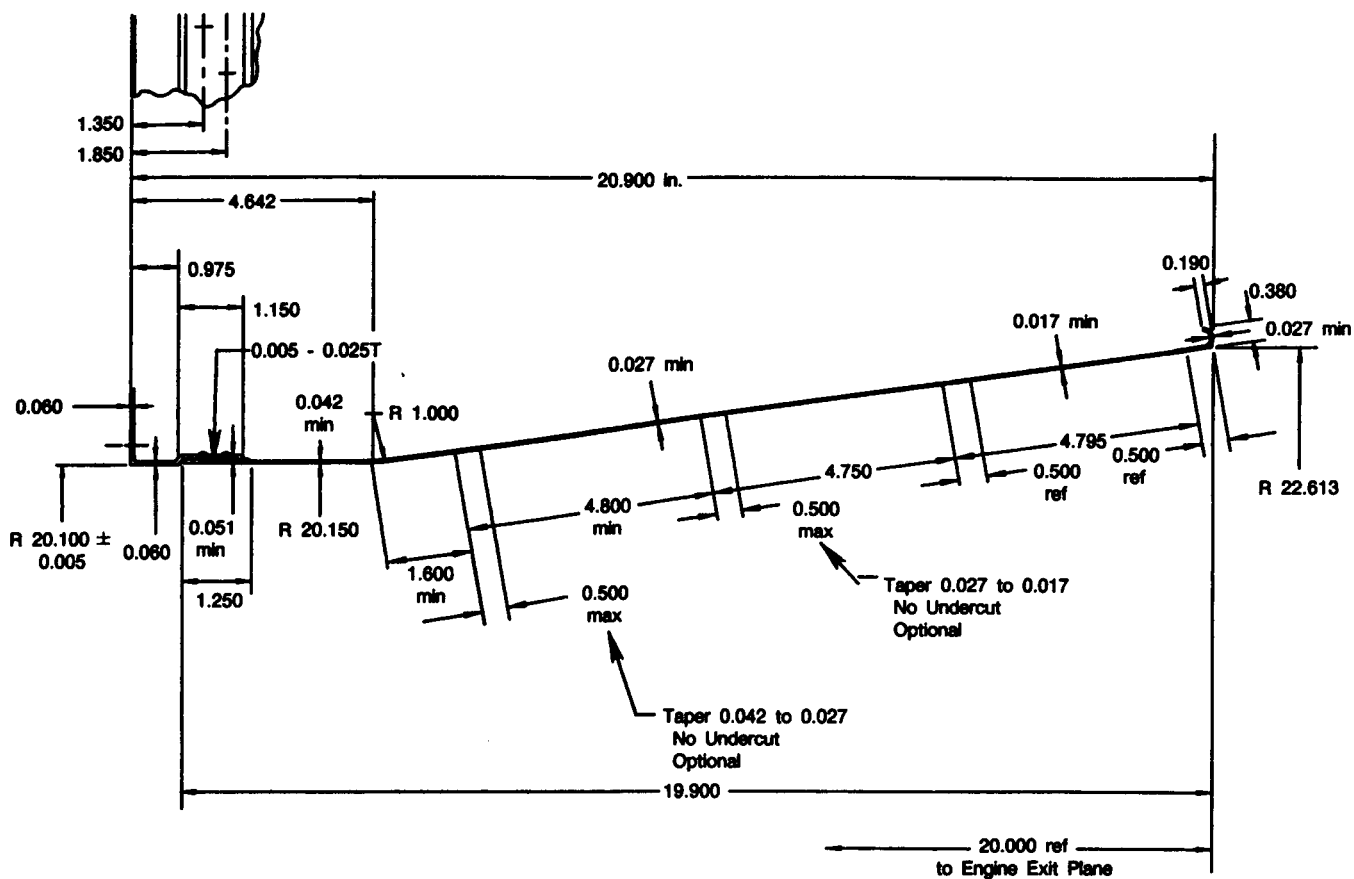 1.350
1.850
20.900 in.
4.642
0.975
0.190
0.380
1.150
0.017 min
0.027 min
0.005 - 0.025T
0.027 min
0.060
0.042
min
R 1.000
4.795
0.500
ref
0.500
ref
4.750
R 22.613
4.800
min
0.500
max
R 20.100 ±
0.005
0.060
0.051
min
R 20.150
1.600
min
1.250
0.500
max
Taper 0.027 to 0.017
No Undercut
Optional
Taper 0.042 to 0.027
No Undercut
Optional
19.900
20.000 ref
to Engine Exit Plane